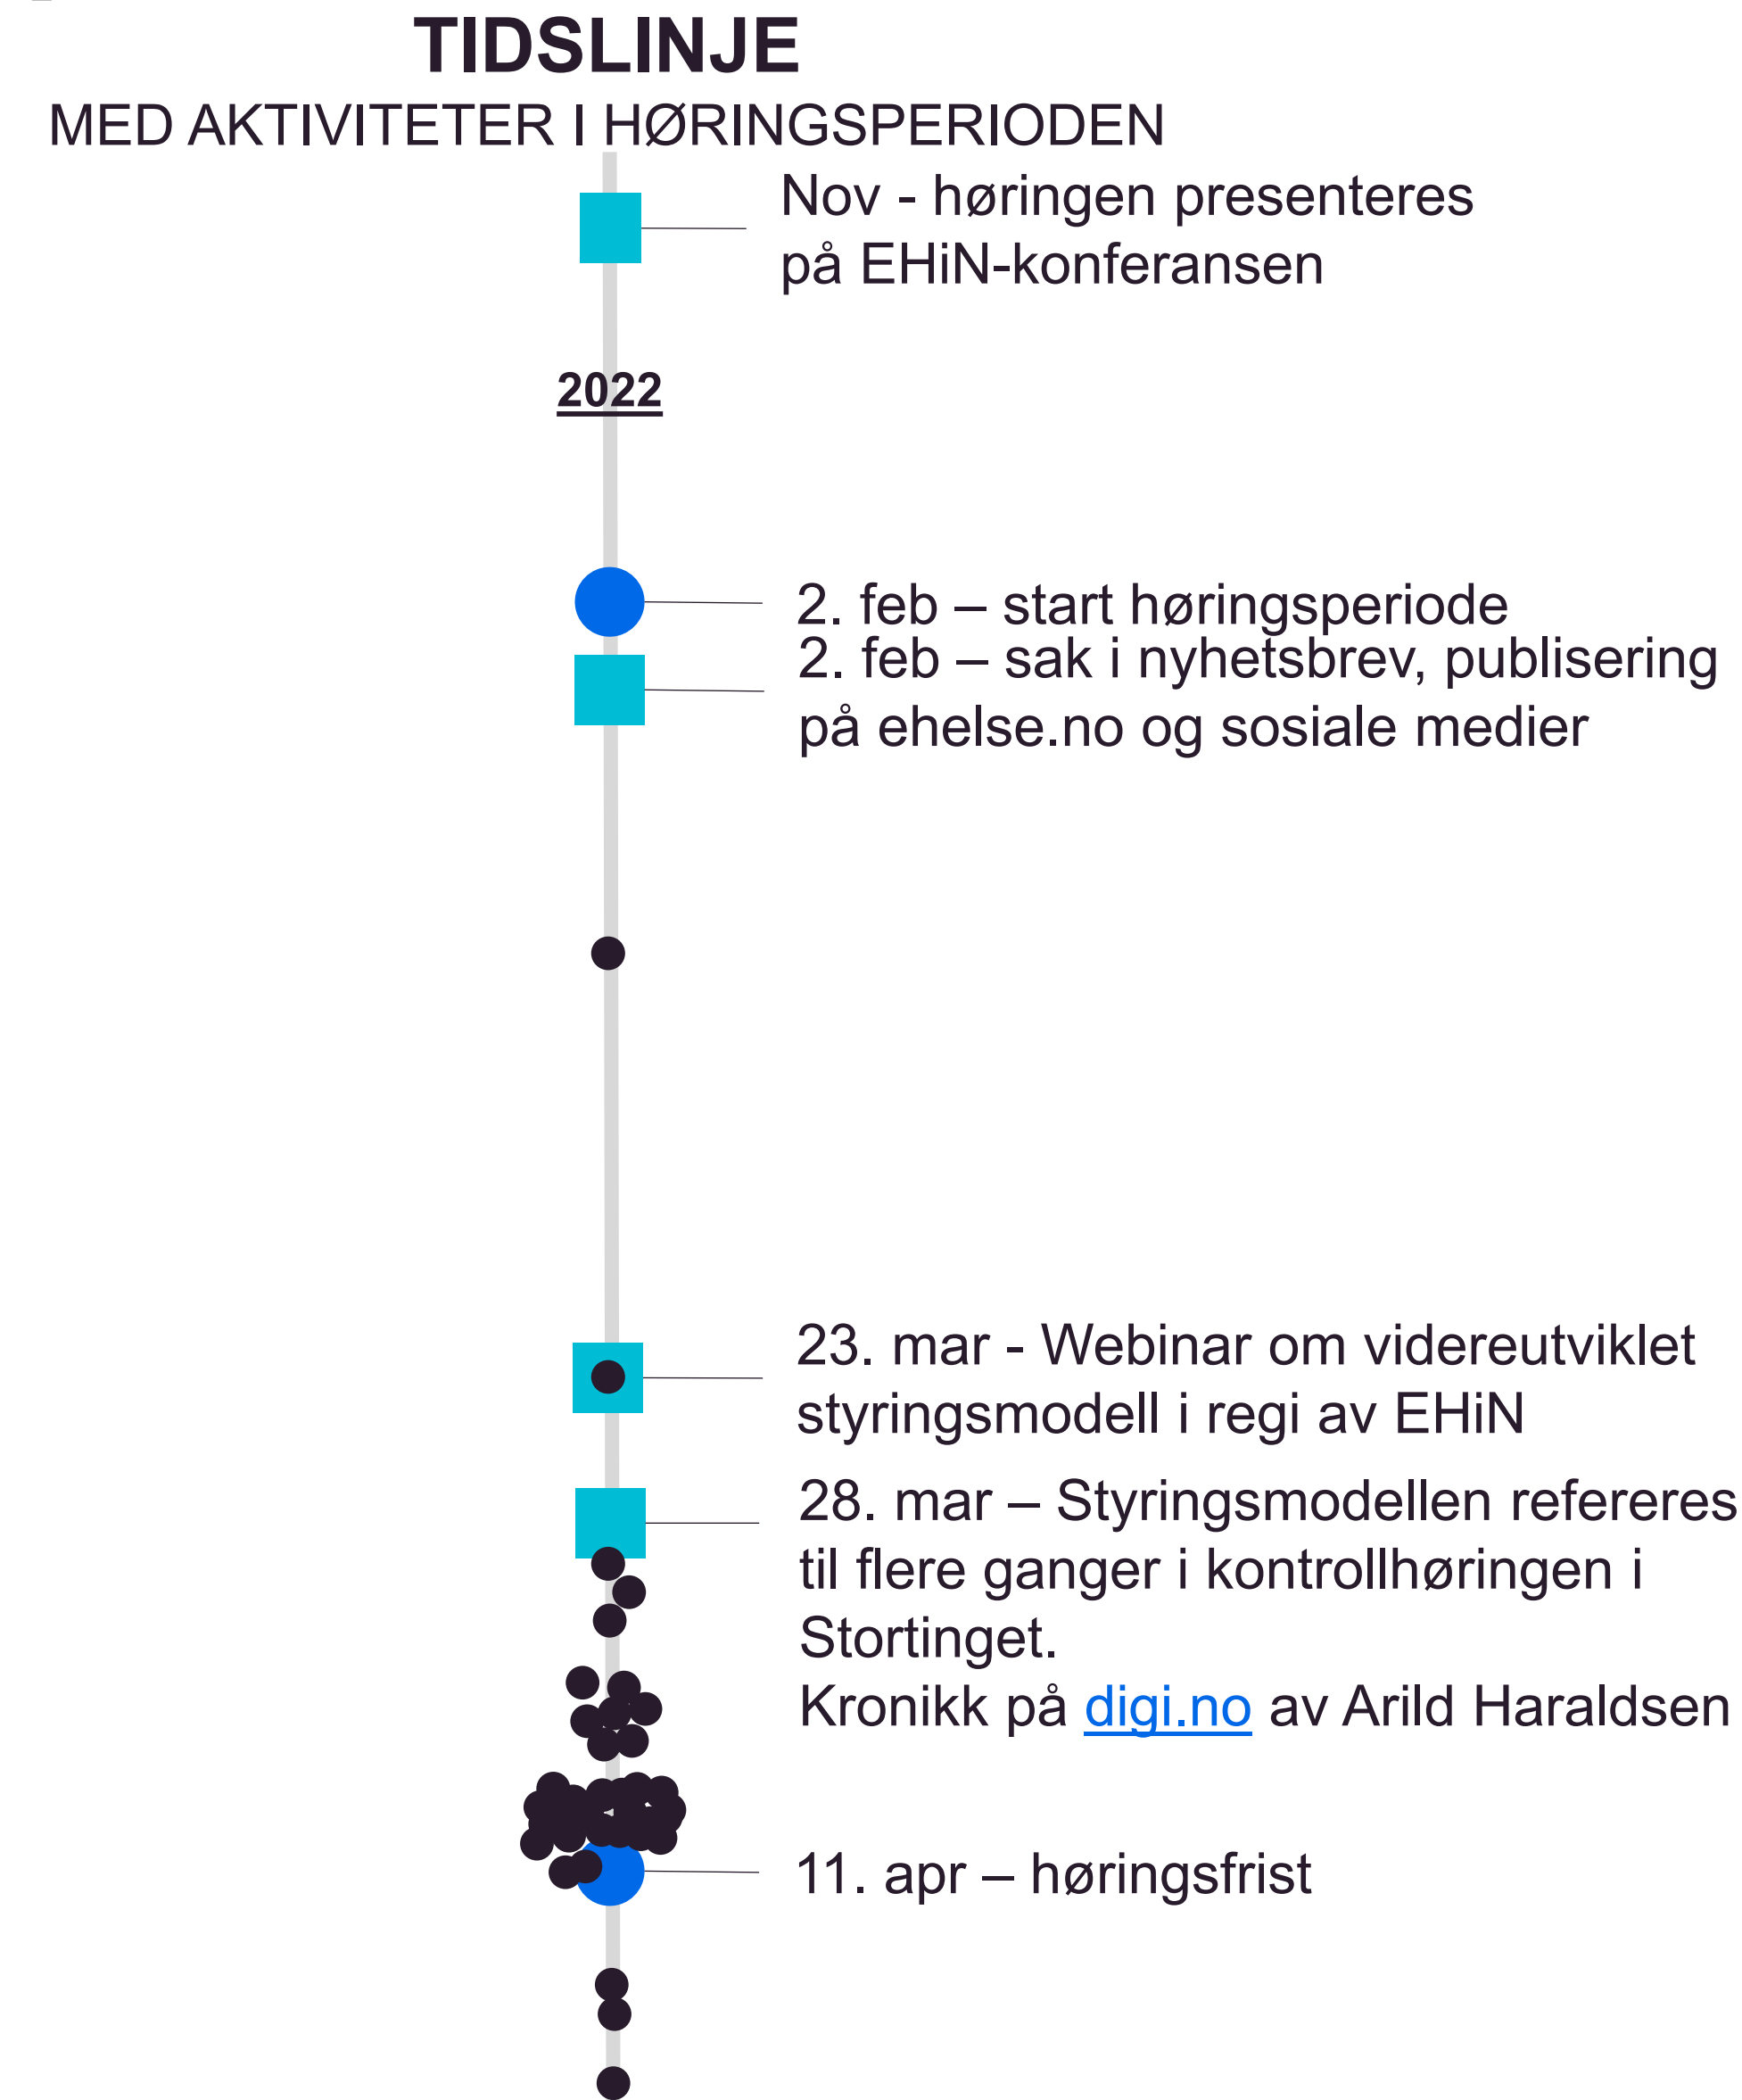 TIDSLINJE
MED AKTIVITETER I HØRINGSPERIODEN
Nov - høringen presenteres
på EHiN-konferansen
2022
2. feb – start høringsperiode
2. feb – sak i nyhetsbrev, publisering
på ehelse.no og sosiale medier
23. mar - Webinar om videreutviklet
styringsmodell i regi av EHiN
28. mar – Styringsmodellen refereres
til flere ganger i kontrollhøringen i
Stortinget.
Kronikk på digi.no av Arild Haraldsen
11. apr – høringsfrist